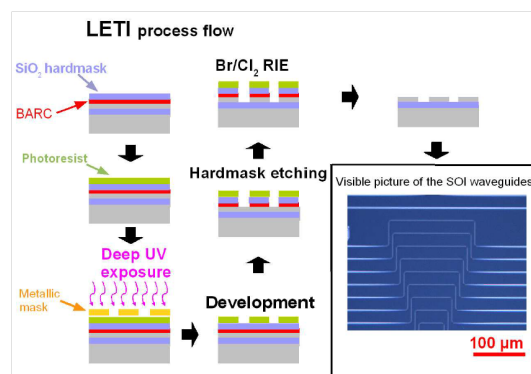 LETI process flow
SiO2 hardmask
BARC
Photoresist
Deep UV
exposure
Metallic
mask
Development
Hardmask etching
Br/Cl2 RIE
Visible picture of the SOI waveguides
100 µm